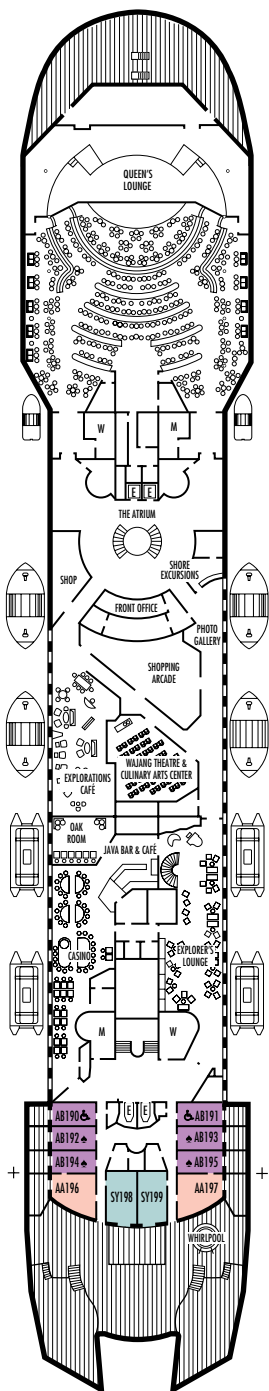 QUEEN'S
LOUNGE
W
M
E E
THE ATRIUM
SHOP
SHORE
EXCURSIONS
FRONT OFFICE
PHOTO
GALLERY
SHOPPING
ARCADE
WAJANG THEATRE &
CULINARY ARTS CENTER
EXPLORATIONS
CAFÉ
OAK
ROOM
JAVA BAR & CAFÉ
CASINO
EXPLORER'S
LOUNGE
M
W
E E
AB190
AB191
AB192
AB193
AB194
AB195
AA196
SY198
SY199
AA197
WHIRLPOOL